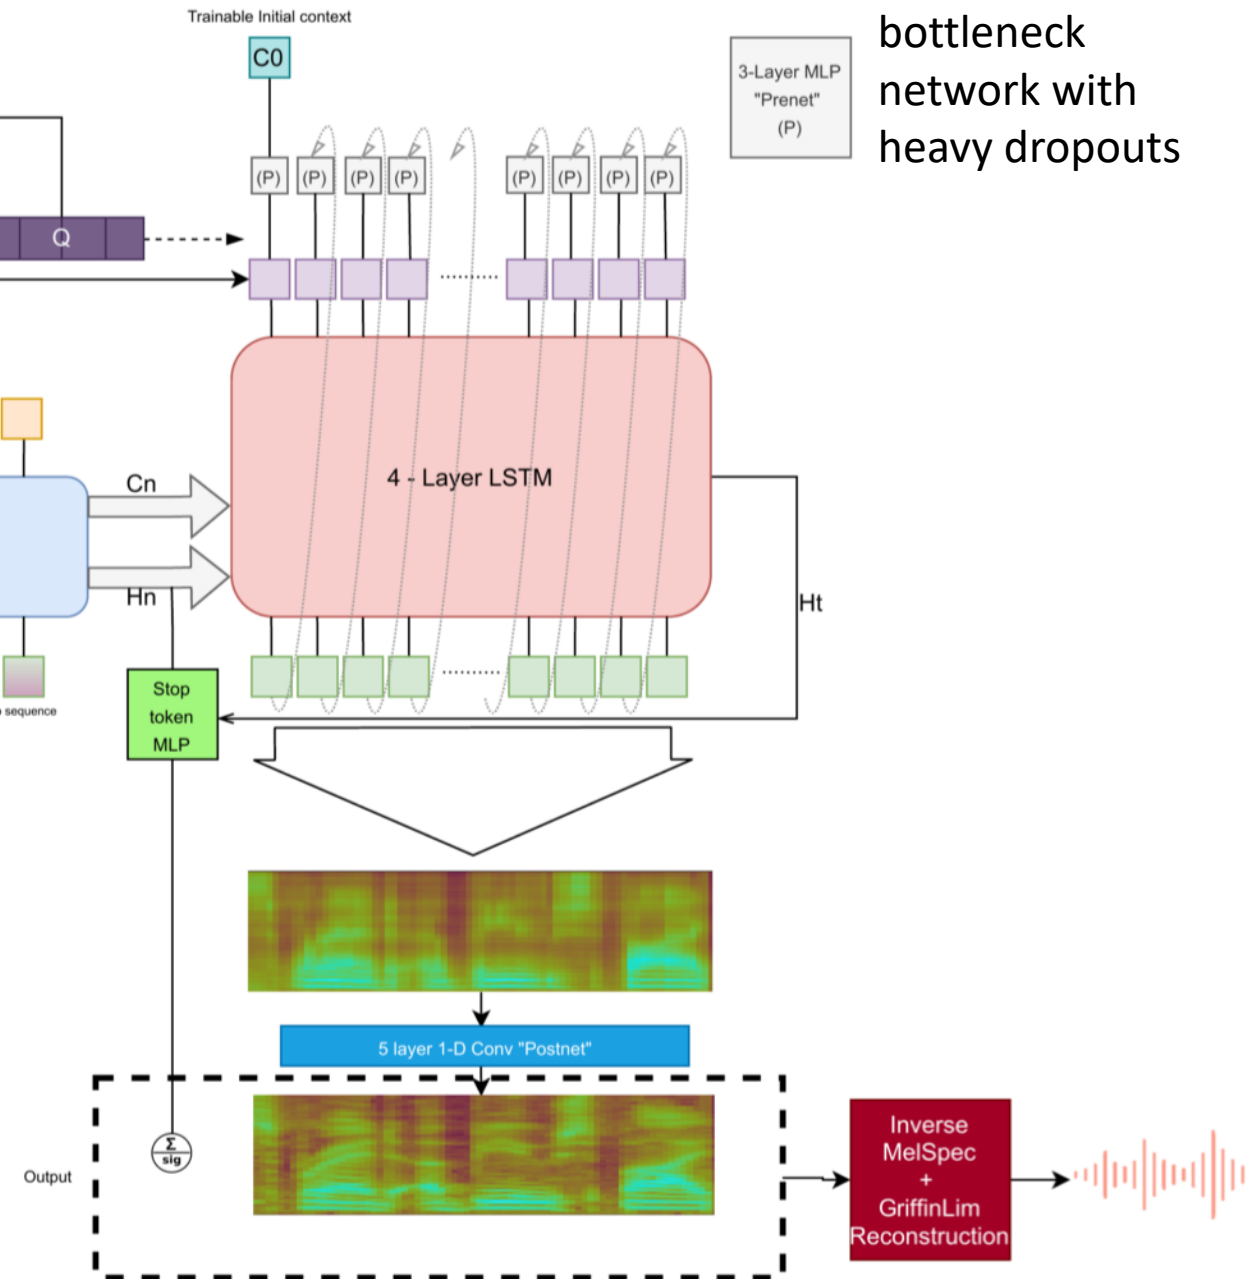 Trainable Initial context
C0
3-Layer MLP
"Prenet"
(P)
bottleneck
network with
heavy dropouts
(P) (P) (P) (P) (P) (P) (P) (P)
Q
4 - Layer LSTM
Cn
Hn
Ht
sequence
Stop
token
MLP
5 layer 1-D Conv "Postnet"
Output
Σ
sig
Inverse
MelSpec
+
GriffinLim
Reconstruction